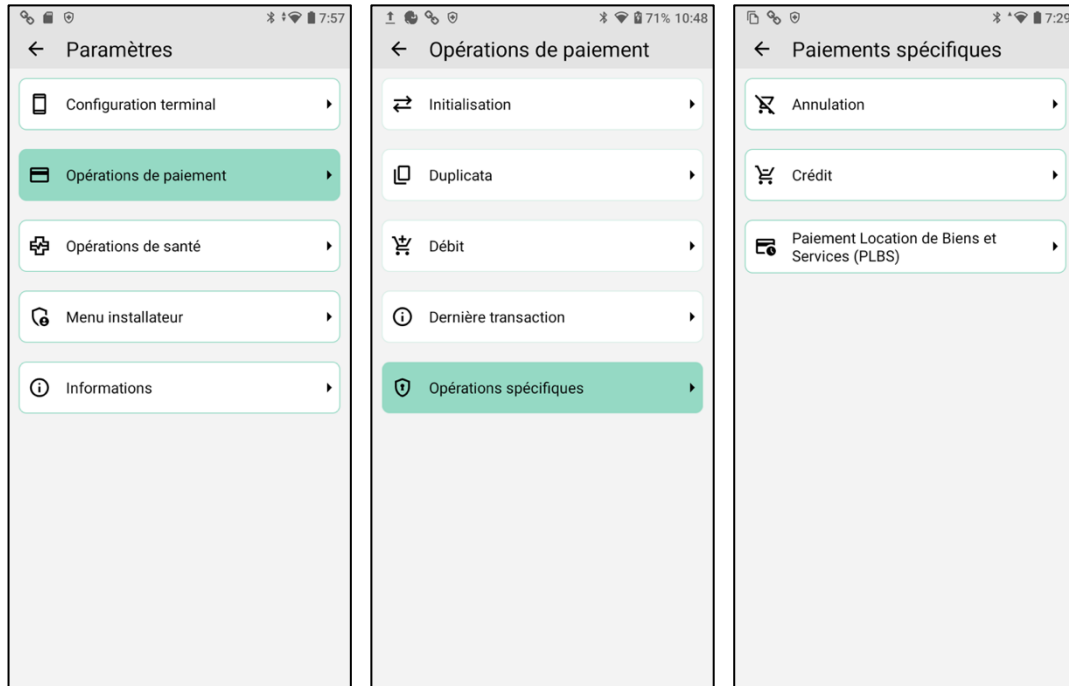 7:57
Paramètres
Configuration terminal
Opérations de paiement
Opérations de santé
Menu installateur
Informations
71% 10:48
Opérations de paiement
Initialisation
Duplicata
Débit
Dernière transaction
Opérations spécifiques
7:29
Paiements spécifiques
Annulation
Crédit
Paiement Location de Biens et
Services (PLBS)